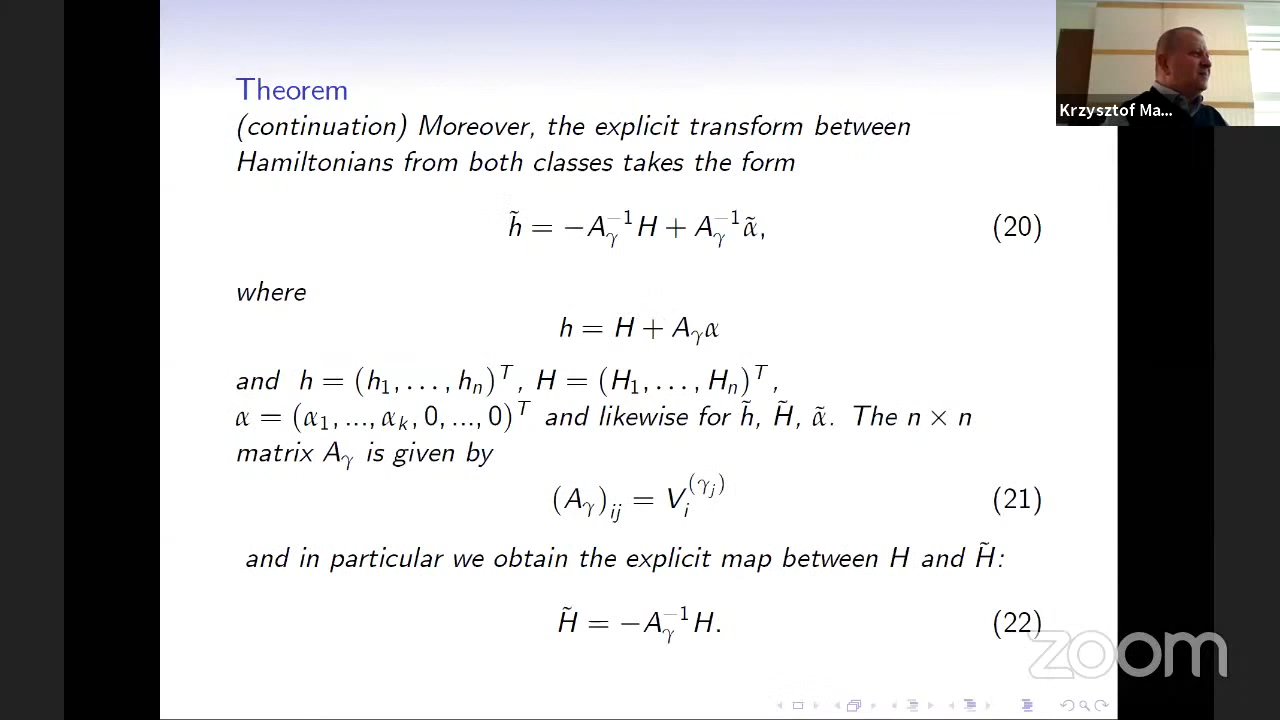 Theorem
(continuation) Moreover, the explicit transform between
Hamiltonians from both classes takes the form
h̃ = −A_γ^{−1} H + A_γ^{−1} α̃, (20)
where
h = H + A_γ α
and h = (h_1, . . . , h_n)^T, H = (H_1, . . . , H_n)^T,
α = (α_1, ..., α_k, 0, ..., 0)^T and likewise for h̃, H̃, α̃. The n × n
matrix A_γ is given by
(A_γ)_{ij} = V_i^{(γ_j)} (21)
and in particular we obtain the explicit map between H and H̃:
H̃ = −A_γ^{−1} H. (22)
Krzysztof Ma...
zoom